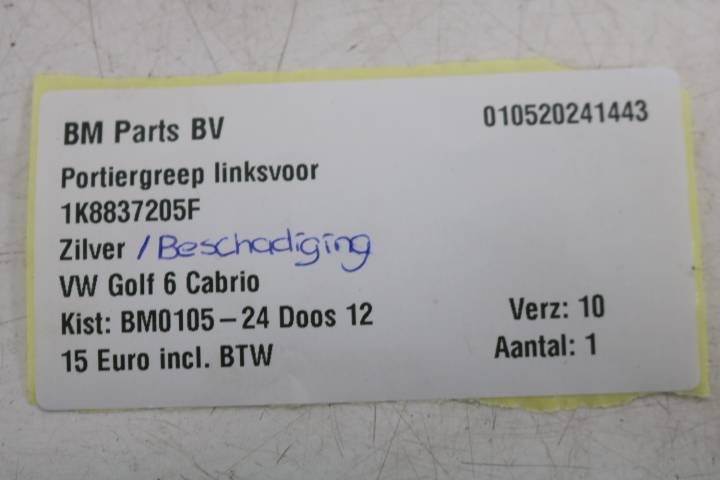 BM Parts BV 010520241443
Portiergreep linksvoor
1K8837205F
Zilver / Beschadiging
VW Golf 6 Cabrio
Kist: BM0105-24 Doos 12 Verz: 10
15 Euro incl. BTW Aantal: 1